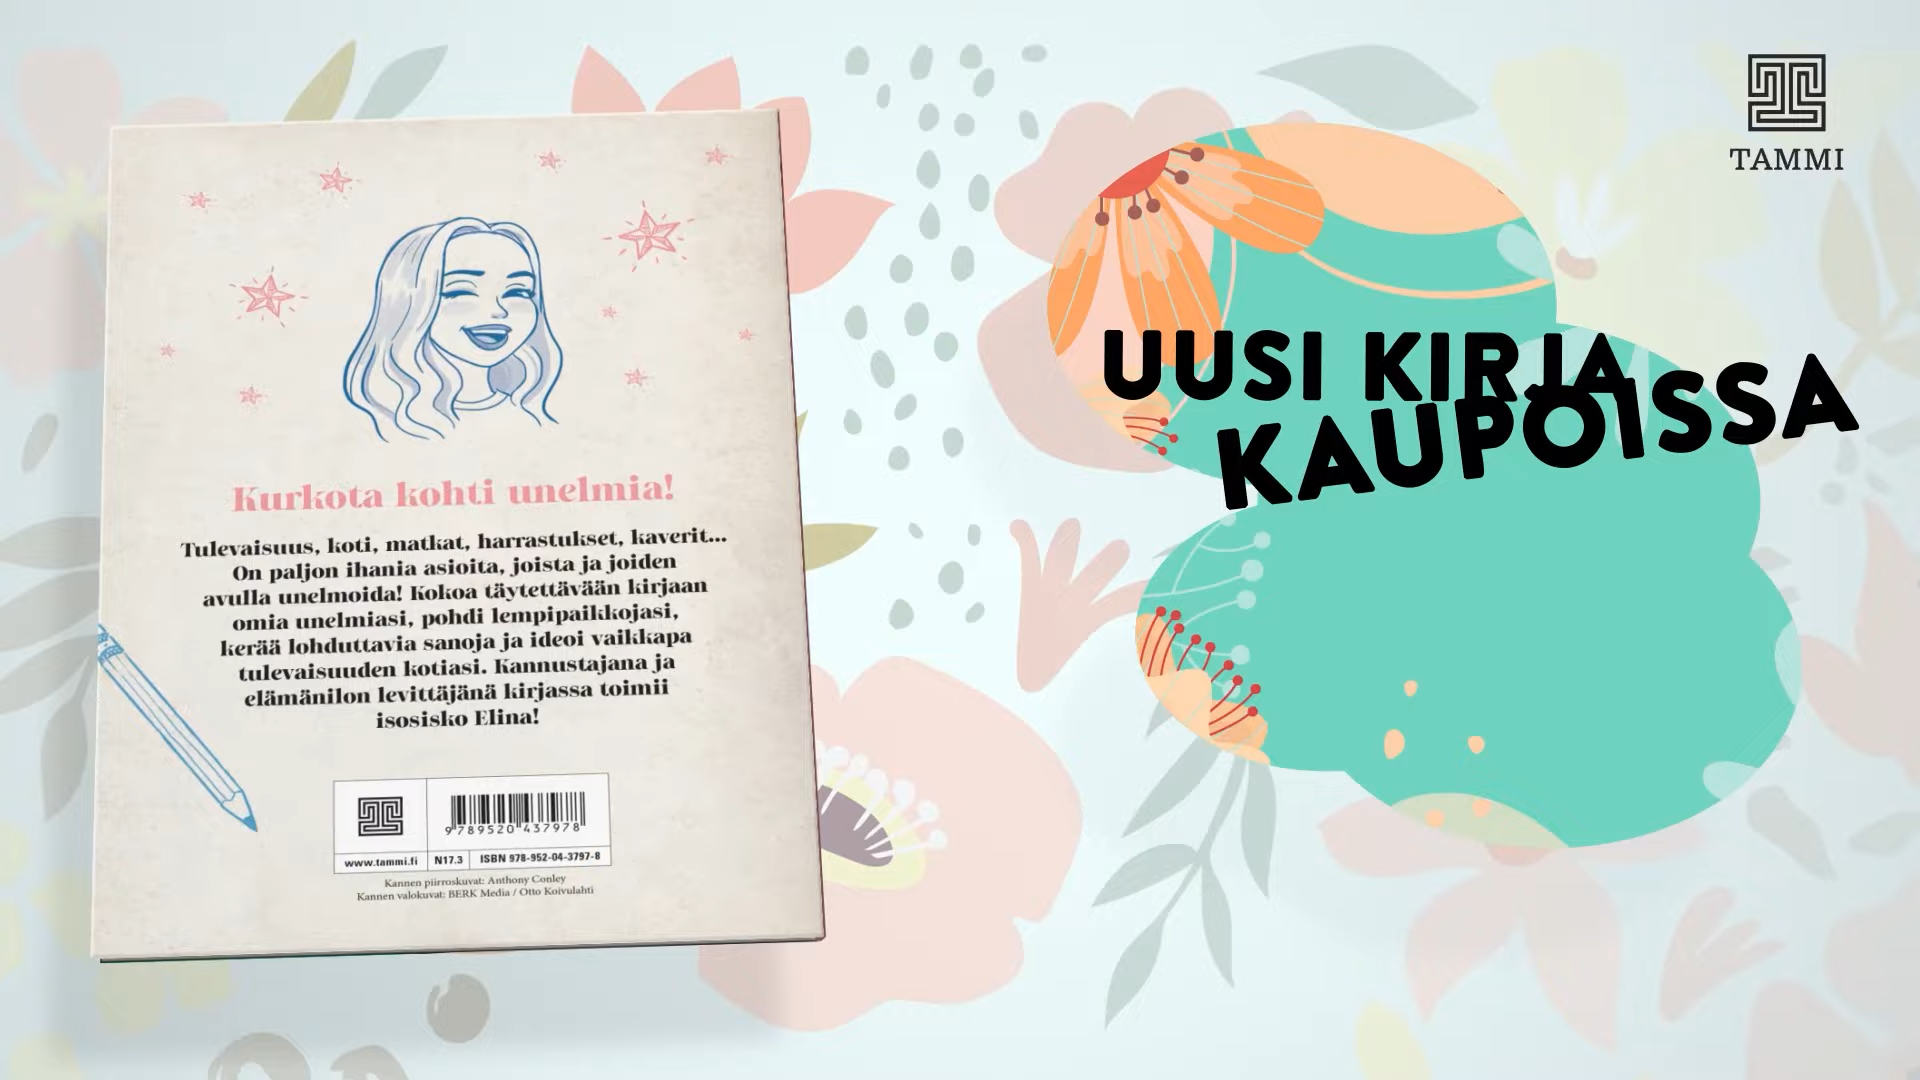 Kurkota kohti unelmia!
Tulevaisuus, koti, matkat, harrastukset, kaverit...
On paljon ihania asioita, joista ja joiden
avulla unelmoida! Kokoa täytettävään kirjaan
omia unelmiasi, pohdi lempipaikkojasi,
kerää lohduttavia sanoja ja ideoi vaikkapa
tulevaisuuden kotiasi. Kannustajana ja
elämänilon levittäjänä kirjassa toimii
isosisko Elina!
9789520437978
www.tammi.fi N17.3 ISBN 978-952-04-3797-8
Kannen piirroskuvat: Anthony Conley
Kannen valokuvat: BERK Media / Otto Koivulahti
TAMMI
UUSI KIRJA
KAUPOISSA